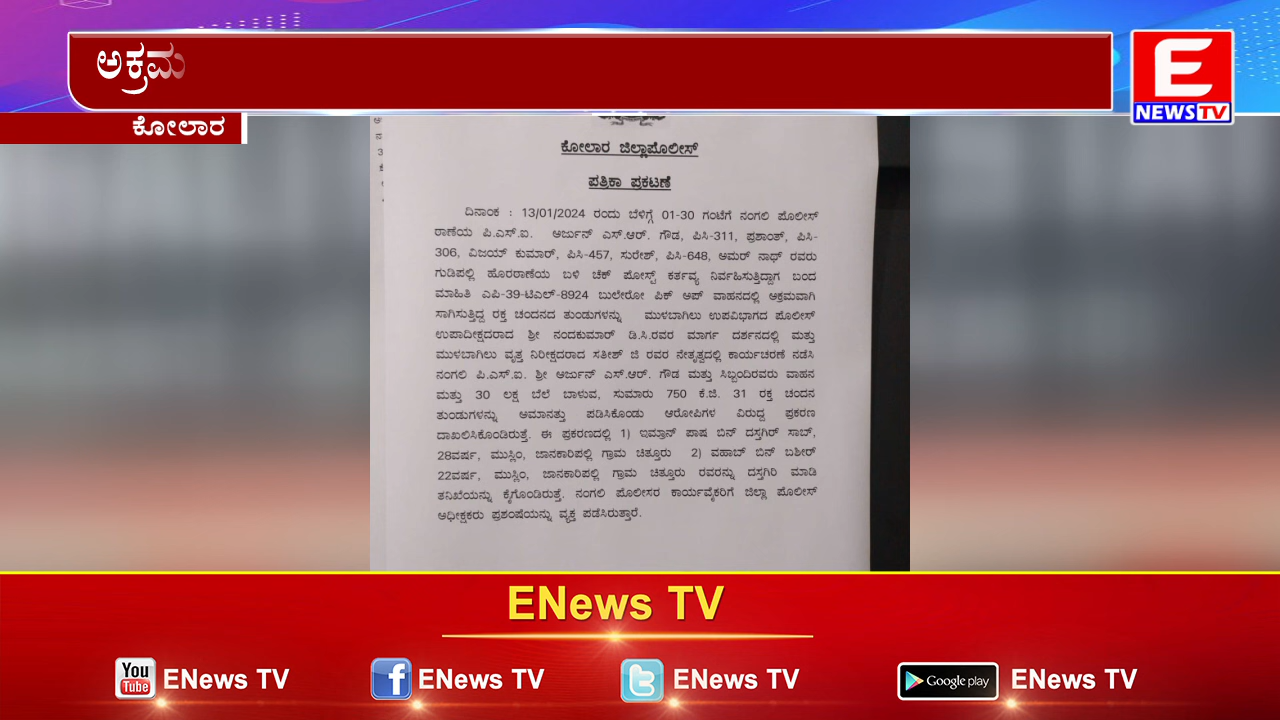 ಅಕ್ರಮ
E
NEWSTV
ಕೋಲಾರ
ಕೋಲಾರ ಜಿಲ್ಲಾಪೊಲೀಸ್
ಪತ್ರಿಕಾ ಪ್ರಕಟಣೆ
ದಿನಾಂಕ : 13/01/2024 ರಂದು ಬೆಳಿಗ್ಗೆ 01-30 ಗಂಟೆಗೆ ನಂಗಲಿ ಪೊಲೀಸ್
ಠಾಣೆಯ ಪಿ.ಎಸ್.ಐ. ಅರ್ಜುನ್ ಎಸ್.ಆರ್. ಗೌಡ, ಪಿಸಿ-311, ಪ್ರಶಾಂತ್, ಪಿಸಿ-
306, ವಿಜಯ್ ಕುಮಾರ್, ಪಿಸಿ-457, ಸುರೇಶ್, ಪಿಸಿ-648, ಅಮರ್ ನಾಥ್ ರವರು
ಗುಡಿಪಲ್ಲಿ ಹೊರಠಾಣೆಯ ಬಳಿ ಚೆಕ್ ಪೋಸ್ಟ್ ಕರ್ತವ್ಯ ನಿರ್ವಹಿಸುತ್ತಿದ್ದಾಗ ಬಂದ
ಮಾಹಿತಿ ಎಪಿ-39-ಟಿಎಲ್-8924 ಬುಲೇರೋ ಪಿಕ್ ಅಪ್ ವಾಹನದಲ್ಲಿ ಅಕ್ರಮವಾಗಿ
ಸಾಗಿಸುತ್ತಿದ್ದ ರಕ್ತ ಚಂದನದ ತುಂಡುಗಳನ್ನು ಮುಳಬಾಗಿಲು ಉಪವಿಭಾಗದ ಪೊಲೀಸ್
ಉಪಾದೀಕ್ಷದರಾದ ಶ್ರೀ ನಂದಕುಮಾರ್ ಡಿ.ಸಿ.ರವರ ಮಾರ್ಗ ದರ್ಶನದಲ್ಲಿ ಮತ್ತು
ಮುಳಬಾಗಿಲು ವೃತ್ತ ನಿರೀಕ್ಷದರಾದ ಸತೀಶ್ ಜಿ ರವರ ನೇತೃತ್ವದಲ್ಲಿ ಕಾರ್ಯಚರಣೆ ನಡೆಸಿ
ನಂಗಲಿ ಪಿ.ಎಸ್.ಐ. ಶ್ರೀ ಅರ್ಜುನ್ ಎಸ್.ಆರ್. ಗೌಡ ಮತ್ತು ಸಿಬ್ಬಂದಿರವರು ವಾಹನ
ಮತ್ತು 30 ಲಕ್ಷ ಬೆಲೆ ಬಾಳುವ, ಸುಮಾರು 750 ಕೆ.ಜಿ. 31 ರಕ್ತ ಚಂದನ
ತುಂಡುಗಳನ್ನು ಅಮಾನತ್ತು ಪಡಿಸಿಕೊಂಡು ಆರೋಪಿಗಳ ವಿರುದ್ಧ ಪ್ರಕರಣ
ದಾಖಲಿಸಿಕೊಂಡಿರುತ್ತೆ. ಈ ಪ್ರಕರಣದಲ್ಲಿ 1) ಇಮ್ರಾನ್ ಪಾಷ ಬಿನ್ ದಸ್ತಗಿರ್ ಸಾಬ್,
28ವರ್ಷ, ಮುಸ್ಲಿಂ, ಜಾನಕಾರಿಪಲ್ಲಿ ಗ್ರಾಮ ಚಿತ್ತೂರು 2) ವಹಾಬ್ ಬಿನ್ ಬಶೀರ್
22ವರ್ಷ, ಮುಸ್ಲಿಂ, ಜಾನಕಾರಿಪಲ್ಲಿ ಗ್ರಾಮ ಚಿತ್ತೂರು ರವರನ್ನು ದಸ್ತಗಿರಿ ಮಾಡಿ
ತನಿಖೆಯನ್ನು ಕೈಗೊಂಡಿರುತ್ತೆ. ನಂಗಲಿ ಪೊಲೀಸರ ಕಾರ್ಯವೈಕರಿಗೆ ಜಿಲ್ಲಾ ಪೊಲೀಸ್
ಅಧೀಕ್ಷಕರು ಪ್ರಶಂಷೆಯನ್ನು ವ್ಯಕ್ತ ಪಡೆಸಿರುತ್ತಾರೆ.
ENews TV
You Tube ENews TV
f ENews TV
t ENews TV
Google play ENews TV